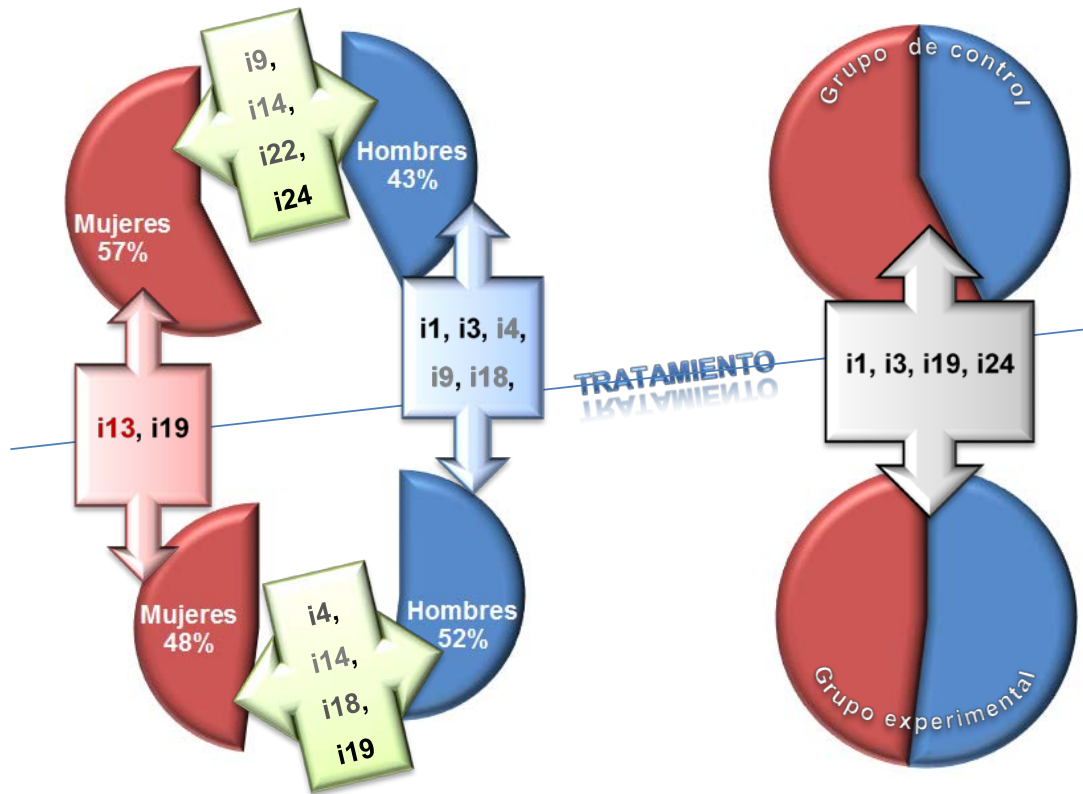 i9,
i14,
i22,
i24
Hombres
43%
Mujeres
57%
i1, i3, i4,
i9, i18,
i13, i19
Mujeres
48%
i4,
i14,
i18,
i19
Hombres
52%
TRATAMIENTO
Grupo de control
i1, i3, i19, i24
Grupo experimental